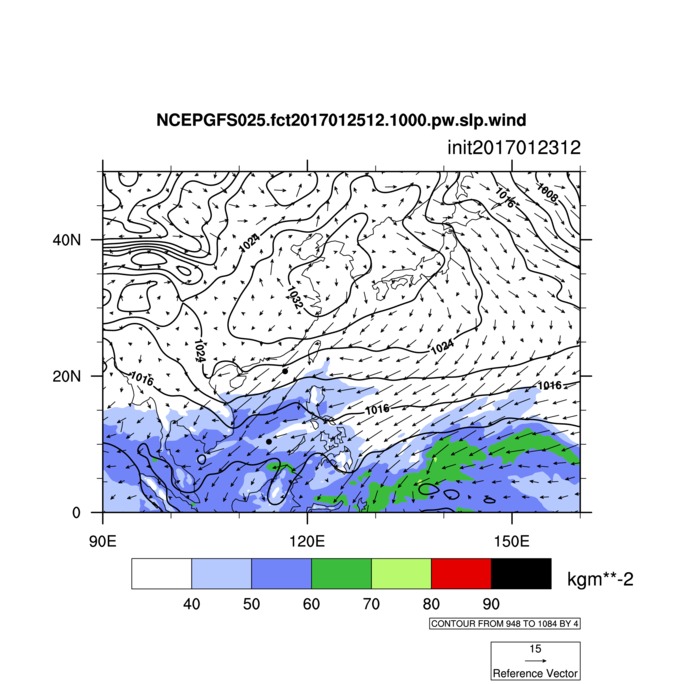 NCEPGFS025.fct2017012512.1000.pw.slp.wind
init2017012312
1016
1008
40N
1024
1032
1024
1024
20N
1016
1016
1016
0
90E
120E
150E
40
50
60
70
80
90
kgm**-2
CONTOUR FROM 948 TO 1084 BY 4
15
Reference Vector